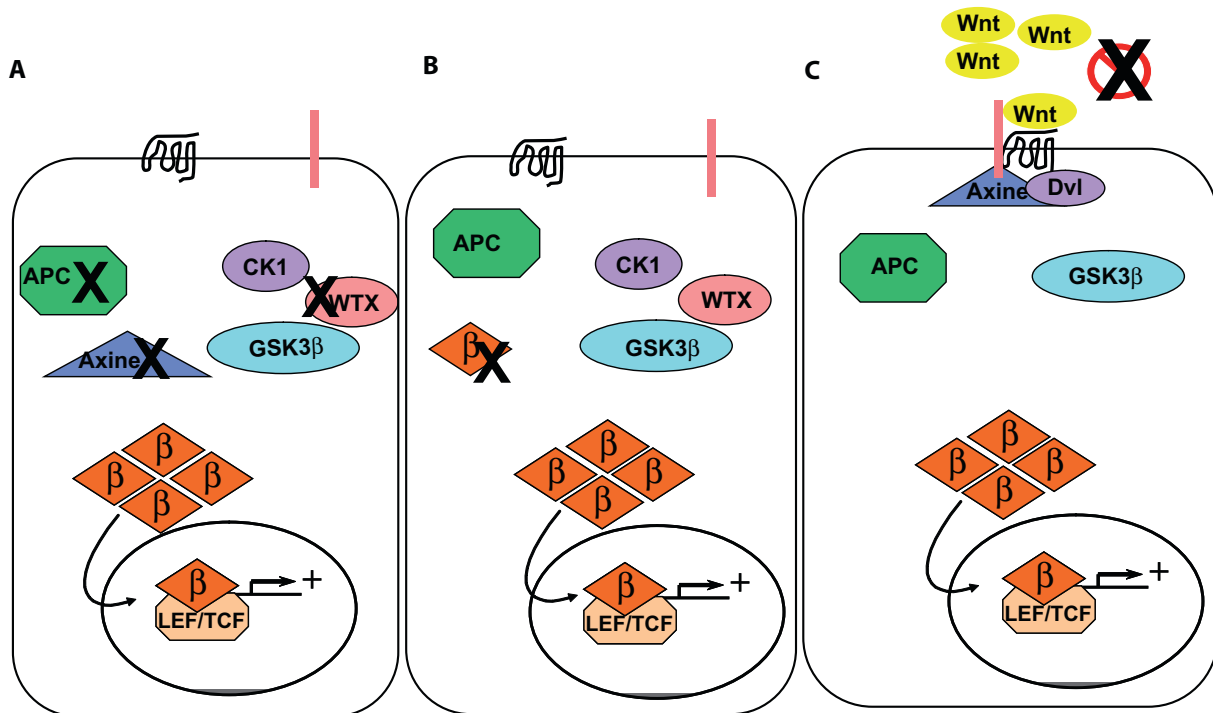 A
APC X
CK1
X WTX
Axine X
GSK3β
β
β β
β
β +
LEF/TCF
B
APC
CK1
WTX
β X
GSK3β
β
β β
β
β +
LEF/TCF
C
Wnt
Wnt
Wnt
X
Wnt
Axine Dvl
APC
GSK3β
β
β β
β
β +
LEF/TCF